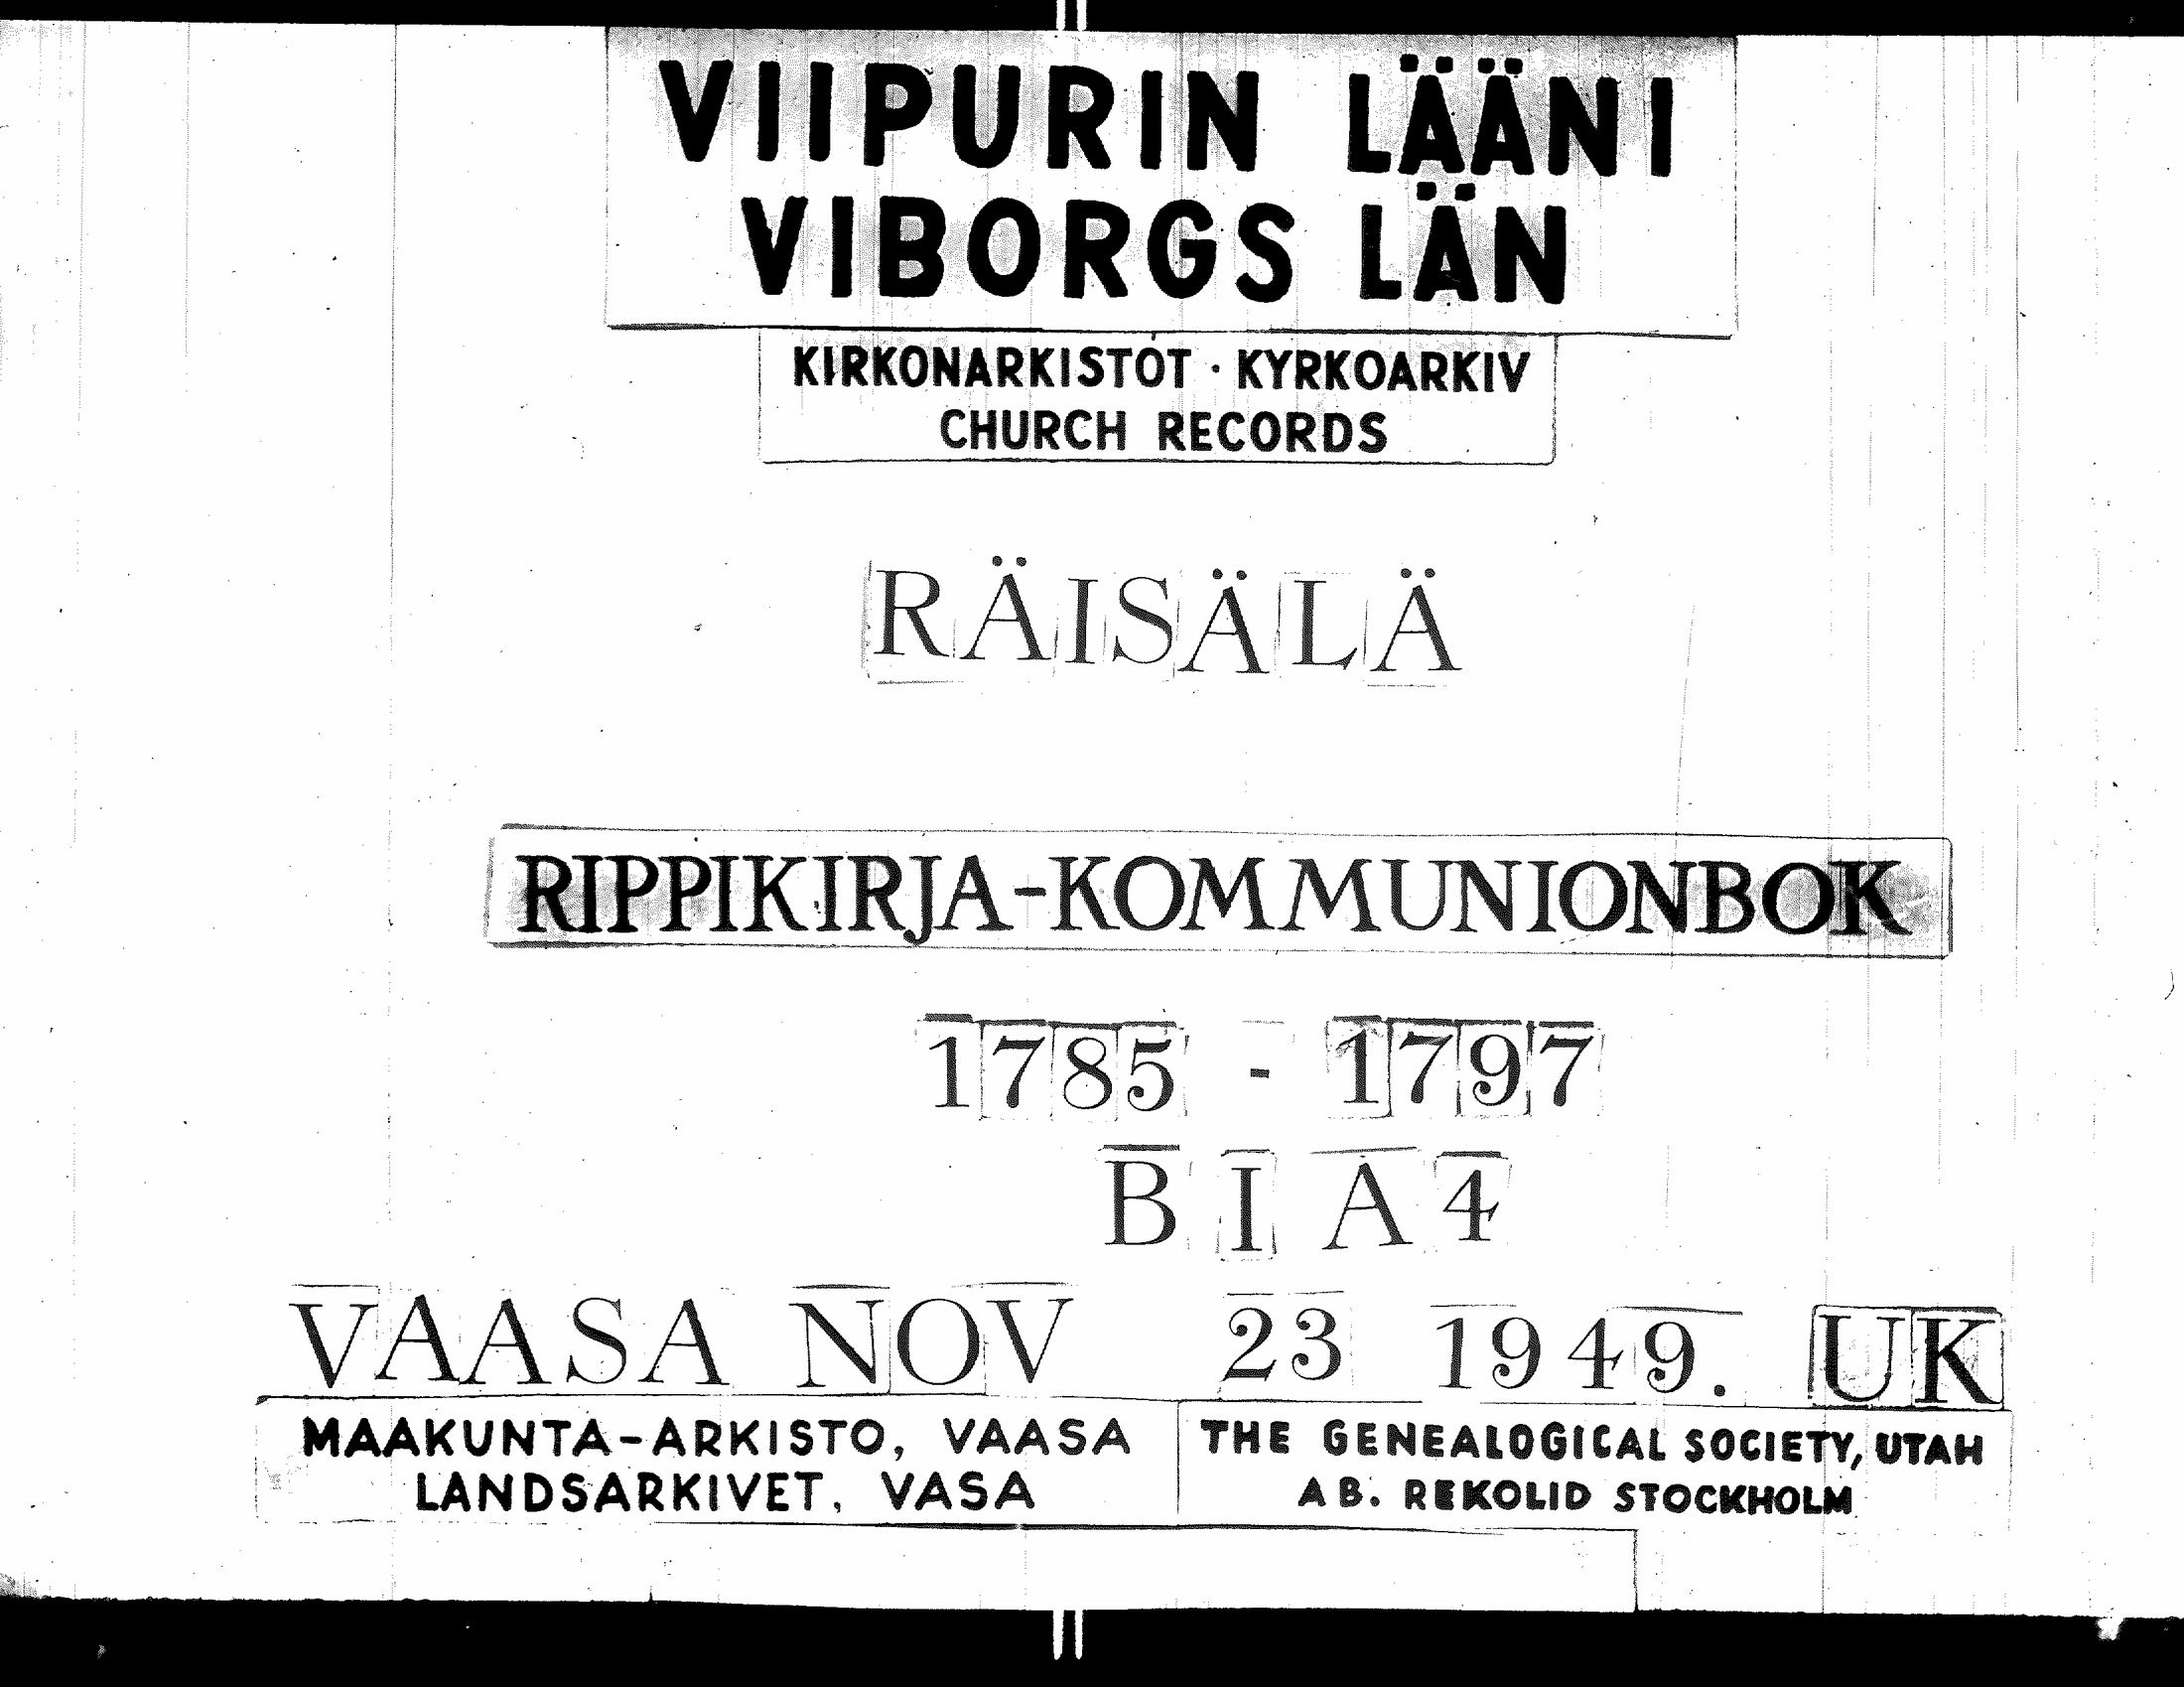 VIIPURIN LÄÄNI
VIBORGS LÄN
KIRKONARKISTOT · KYRKOARKIV
CHURCH RECORDS
RÄISÄLÄ
RIPPIKIRJA-KOMMUNIONBOK
1785 - 1797
B I A 4
VAASA NOV 23 1949. UK
MAAKUNTA-ARKISTO, VAASA
LANDSARKIVET, VASA
THE GENEALOGICAL SOCIETY, UTAH
AB. REKOLID STOCKHOLM